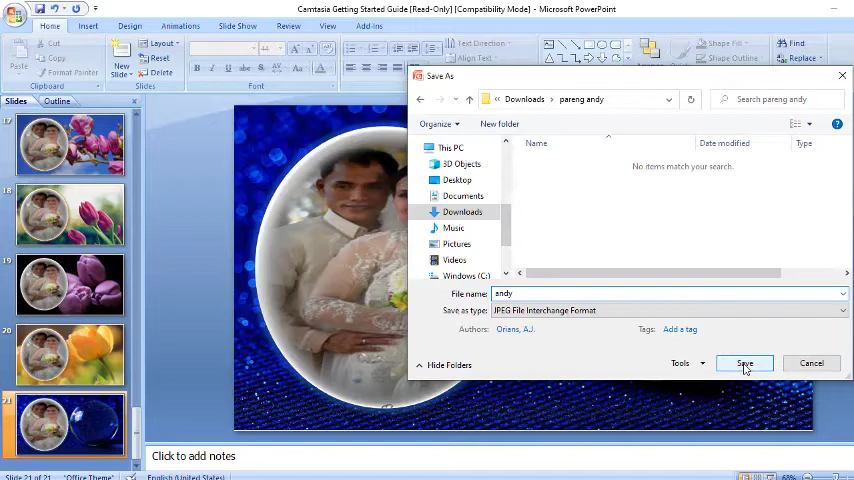 Camtasia Getting Started Guide [Read-Only] [Compatibility Mode] - Microsoft PowerPoint
Home Insert Design Animations Slide Show Review View Add-Ins
Cut
Copy
Format Painter
Paste
Clipboard
New
Slide
Layout
Reset
Delete
Slides
Font
Text Direction
Align Text
Shape Fill
Shape Outline
Find
Replace
Slides Outline
17
18
19
20
21
Save As
« Downloads › pareng andy
Search pareng andy
Organize New folder
This PC
3D Objects
Desktop
Documents
Downloads
Music
Pictures
Videos
Windows (C:)
Name Date modified Type
No items match your search.
File name: andy
Save as type: JPEG File Interchange Format
Authors: Orians, A.J. Tags: Add a tag
Hide Folders Tools Save Cancel
Click to add notes
Slide 21 of 21 "Office Theme" English (United States) 68%